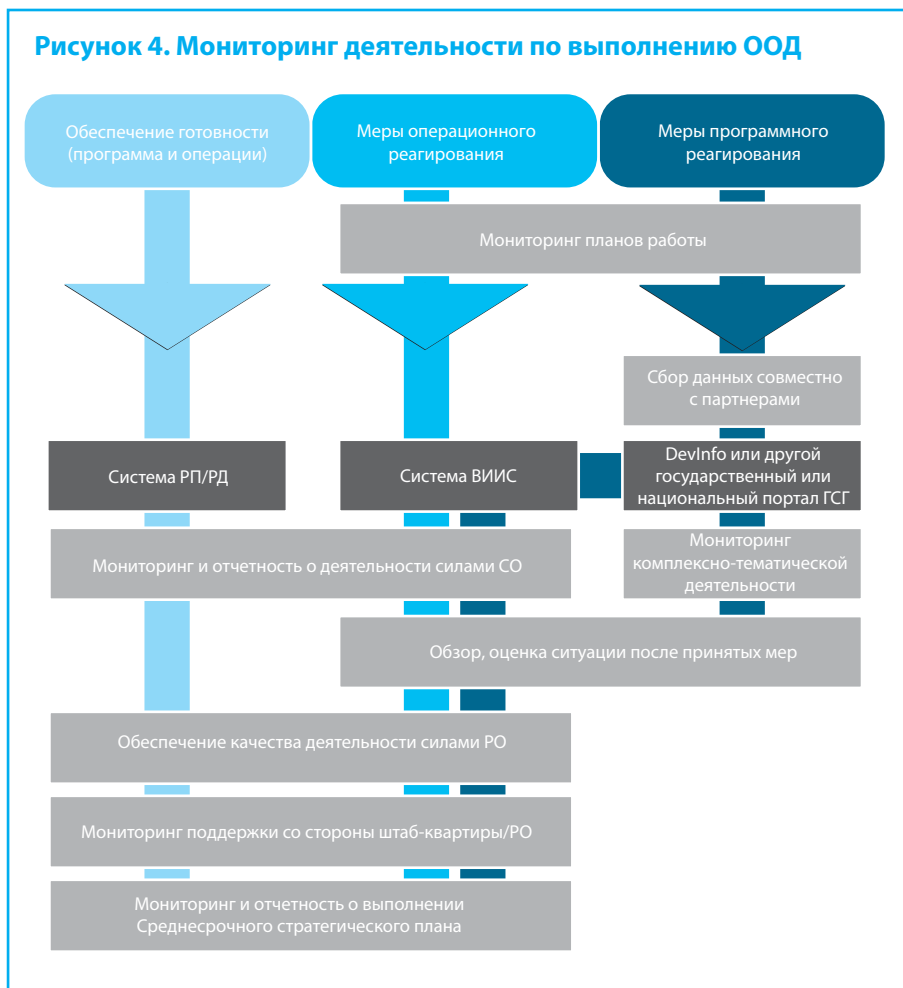 Рисунок 4. Мониторинг деятельности по выполнению ООД
Обеспечение готовности
(программа и операции)
Меры операционного
реагирования
Меры программного
реагирования
Мониторинг планов работы
Сбор данных совместно
с партнерами
Система РП/РД
Система ВИИС
DevInfo или другой
государственный или
национальный портал ГСГ
Мониторинг и отчетность о деятельности силами СО
Мониторинг
комплексно-тематической
деятельности
Обзор, оценка ситуации после принятых мер
Обеспечение качества деятельности силами РО
Мониторинг поддержки со стороны штаб-квартиры/РО
Мониторинг и отчетность о выполнении
Среднесрочного стратегического плана